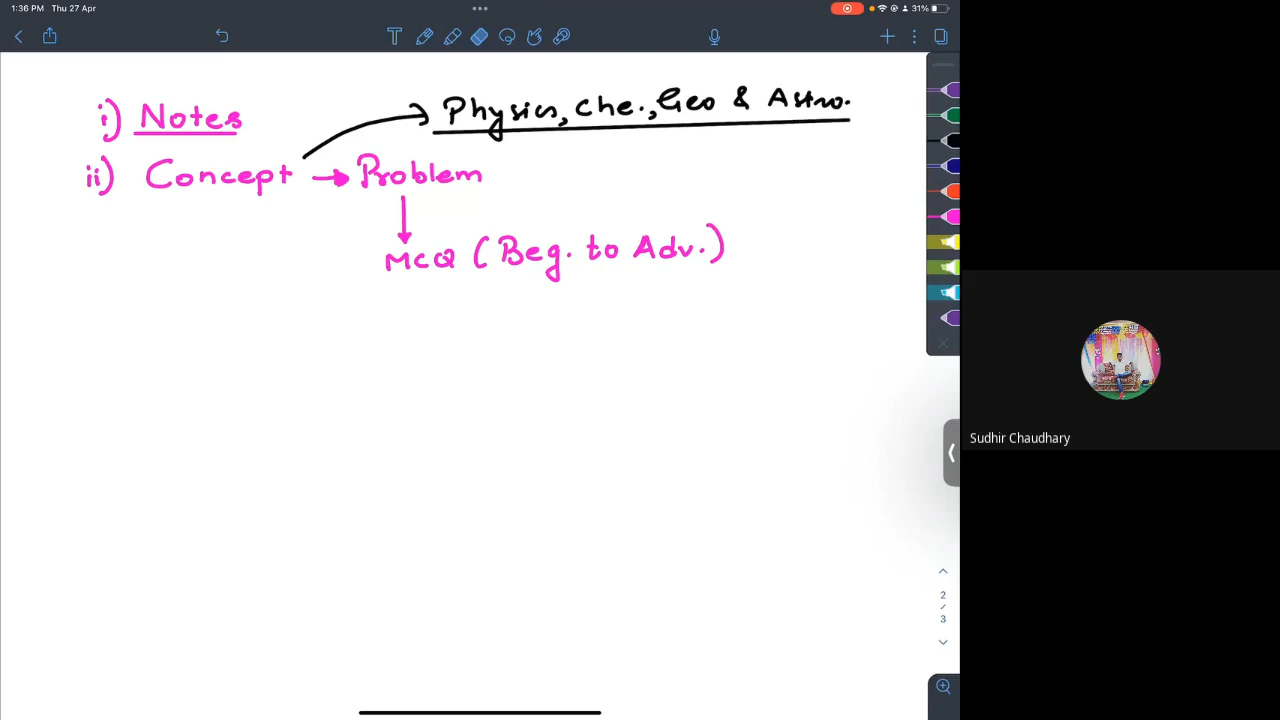 1:36 PM Thu 27 Apr
31%
i) Notes
→ Physics, Che., Geo & Astro.
ii) Concept → Problem
↓
MCQ (Beg. to Adv.)
Sudhir Chaudhary
2
/
3